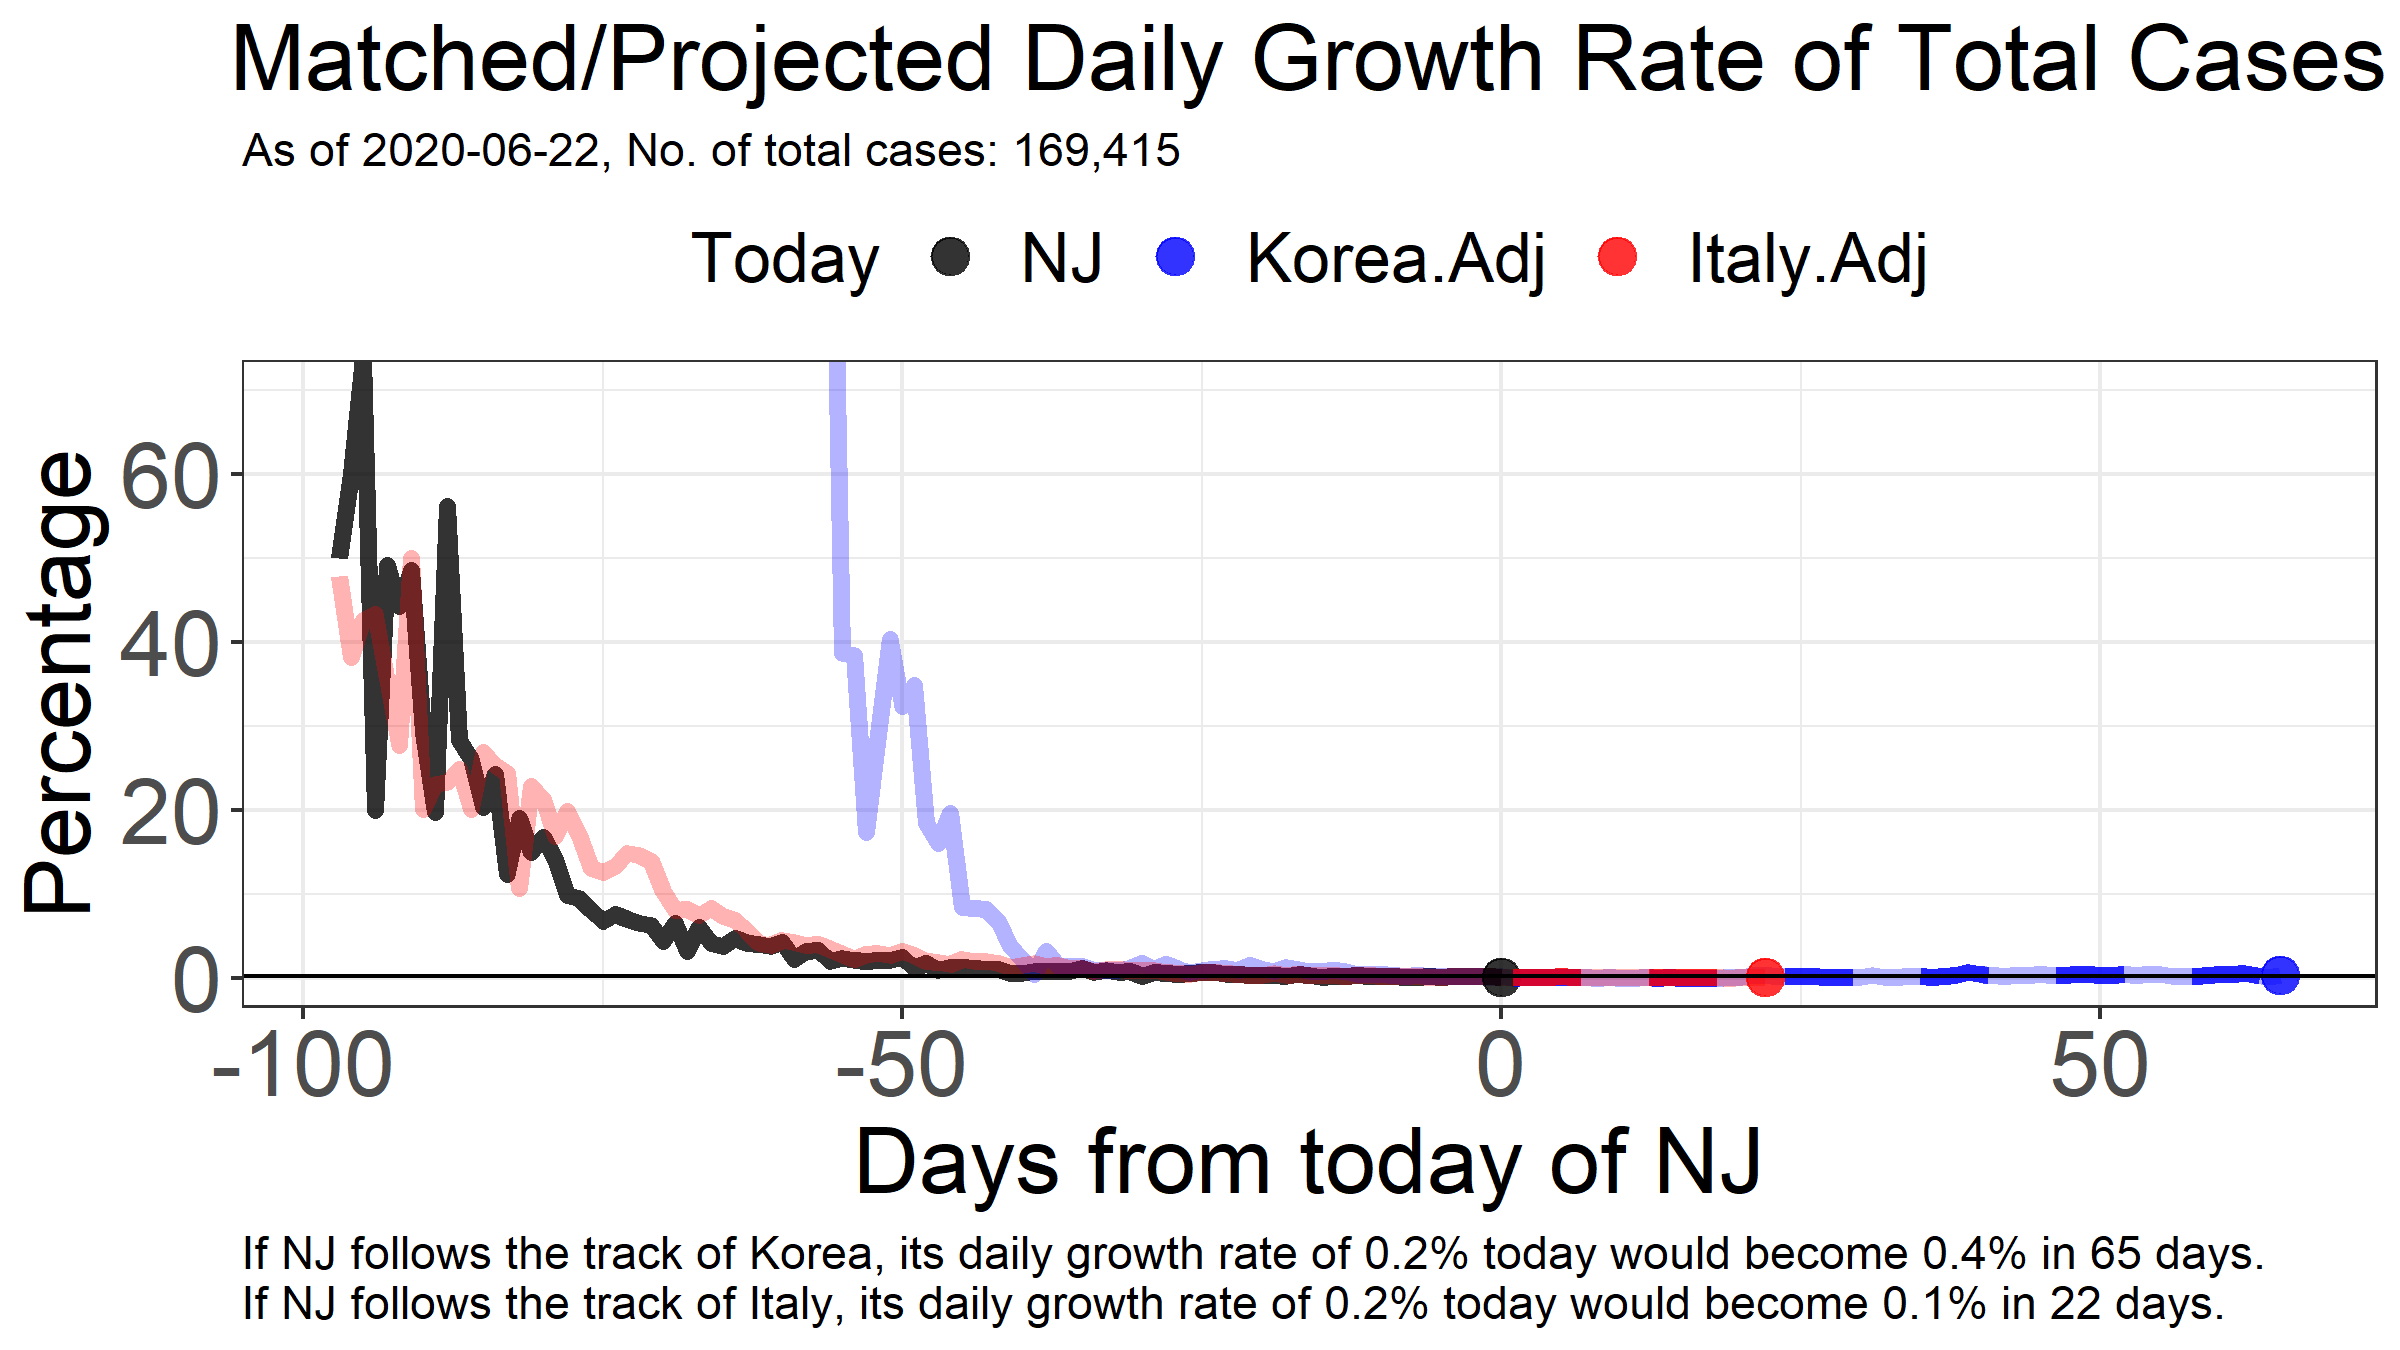 Matched/Projected Daily Growth Rate of Total Cases
As of 2020-06-22, No. of total cases: 169,415
Today NJ Korea.Adj Italy.Adj
Percentage
60
40
20
0
-100 -50 0 50
Days from today of NJ
If NJ follows the track of Korea, its daily growth rate of 0.2% today would become 0.4% in 65 days.
If NJ follows the track of Italy, its daily growth rate of 0.2% today would become 0.1% in 22 days.